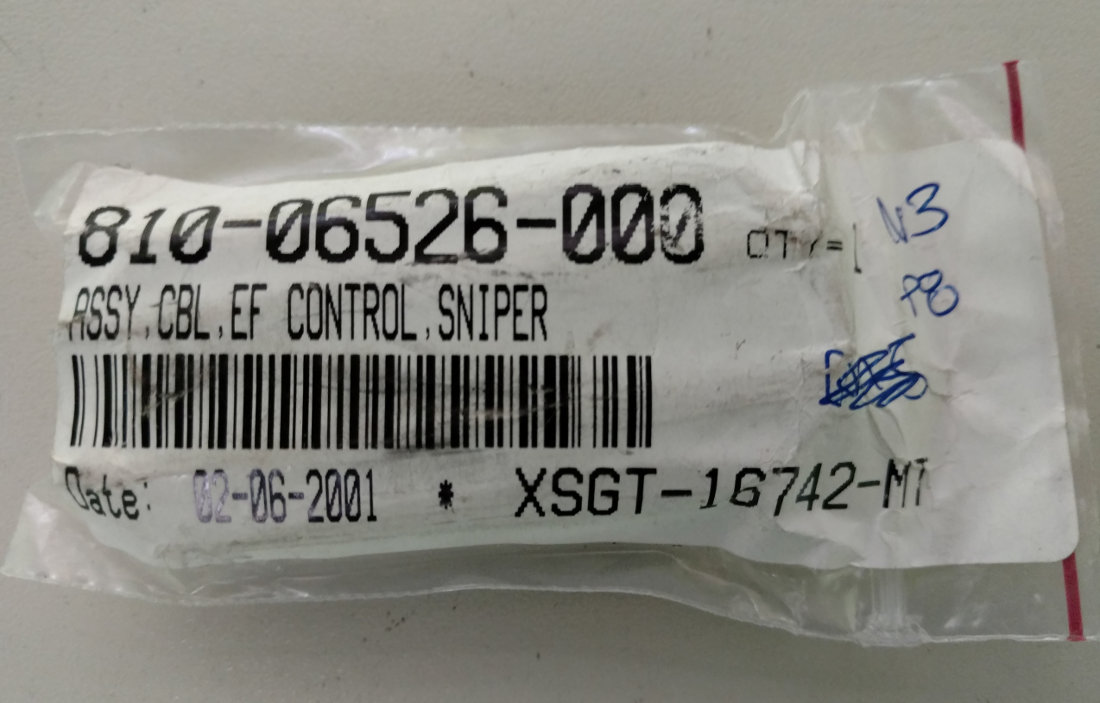 810-06526-000 QTY=1
ASSY,CBL,EF CONTROL,SNIPER
Date: 02-06-2001 * XSGT-16742-MT
N3
P8